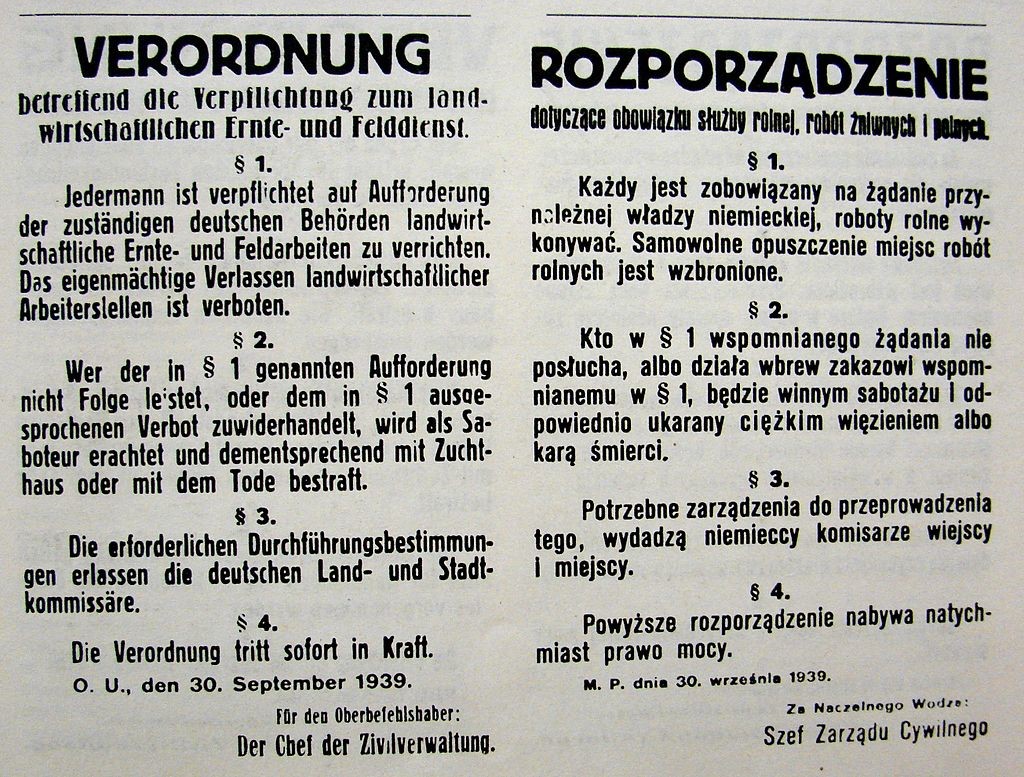 VERORDNUNG
betreffend die Verpflichtung zum land-
wirtschaftlichen Ernte- und Felddienst.
§ 1.
Jedermann ist verpflichtet auf Aufforderung
der zuständigen deutschen Behörden landwirt-
schaftliche Ernte- und Feldarbeiten zu verrichten.
Das eigenmächtige Verlassen landwirtschaftlicher
Arbeiterstellen ist verboten.
§ 2.
Wer der in § 1 genannten Aufforderung
nicht Folge leistet, oder dem in § 1 ausge-
sprochenen Verbot zuwiderhandelt, wird als Sa-
boteur erachtet und dementsprechend mit Zucht-
haus oder mit dem Tode bestraft.
§ 3.
Die erforderlichen Durchführungsbestimmun-
gen erlassen die deutschen Land- und Stadt-
kommissäre.
§ 4.
Die Verordnung tritt sofort in Kraft.
O. U., den 30. September 1939.
Für den Oberbefehlshaber:
Der Chef der Zivilverwaltung.
ROZPORZĄDZENIE
dotyczące obowiązku służby rolnej, robót żniwnych i polnych.
§ 1.
Każdy jest zobowiązany na żądanie przy-
należnej władzy niemieckiej, roboty rolne wy-
konywać. Samowolne opuszczenie miejsc robót
rolnych jest wzbronione.
§ 2.
Kto w § 1 wspomnianego żądania nie
posłucha, albo działa wbrew zakazowi wspom-
nianemu w § 1, będzie winnym sabotażu i od-
powiednio ukarany ciężkim więzieniem albo
karą śmierci.
§ 3.
Potrzebne zarządzenia do przeprowadzenia
tego, wydadzą niemieccy komisarze wiejscy
i miejscy.
§ 4.
Powyższe rozporządzenie nabywa natych-
miast prawo mocy.
M. P. dnia 30. września 1939.
Za Naczelnego Wodza:
Szef Zarządu Cywilnego